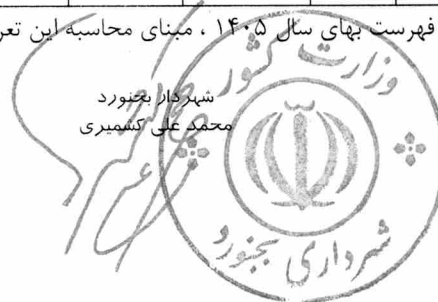 فهرست بهای سال ۱۴۰۵ ، مبنای محاسبه این تعر
شهردار بجنورد
محمد علی کشمیری
وزارت کشور
شهرداری بجنورد